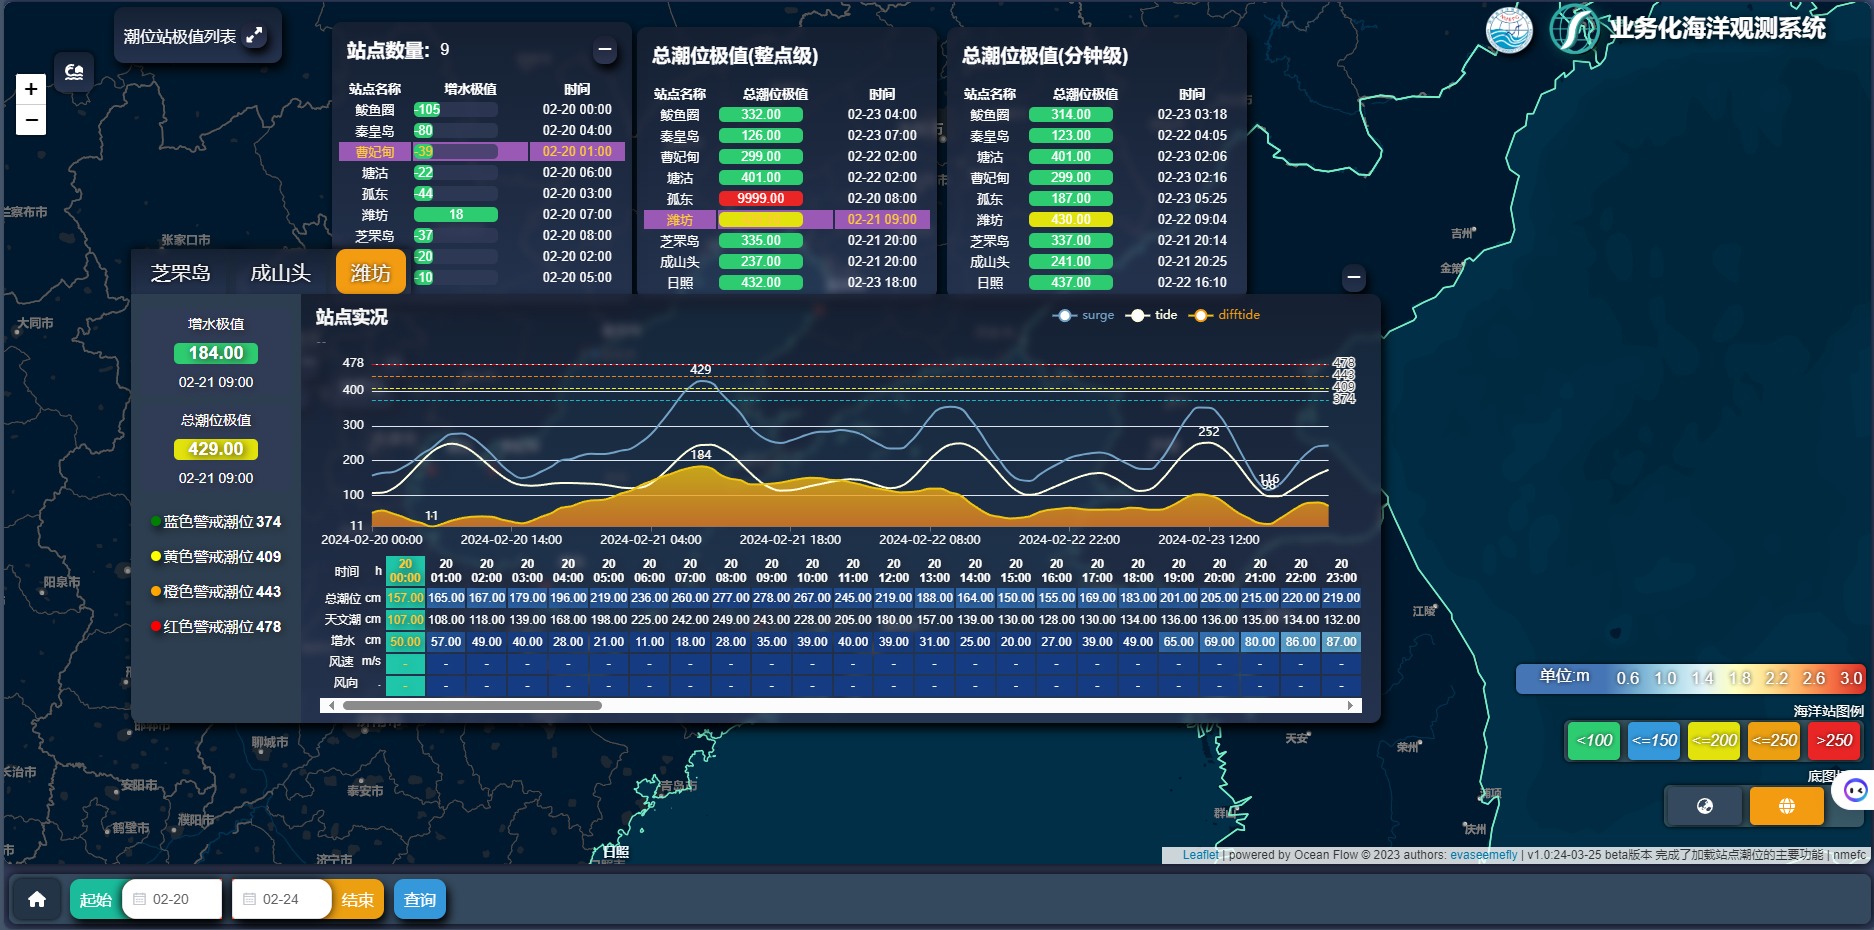 潮位站极值列表
业务化海洋观测系统
+
−
站点数量: 9
站点名称 增水极值 时间
鲅鱼圈 -105 02-20 00:00
秦皇岛 -80 02-20 04:00
曹妃甸 -39 02-20 01:00
塘沽 -22 02-20 06:00
孤东 -44 02-20 03:00
潍坊 18 02-20 07:00
芝罘岛 -37 02-20 08:00
-20 02-20 02:00
-10 02-20 05:00
总潮位极值(整点级)
站点名称 总潮位极值 时间
鲅鱼圈 332.00 02-23 04:00
秦皇岛 126.00 02-23 07:00
曹妃甸 299.00 02-22 02:00
塘沽 401.00 02-22 02:00
孤东 9999.00 02-20 08:00
潍坊 02-21 09:00
芝罘岛 335.00 02-21 20:00
成山头 237.00 02-21 20:00
日照 432.00 02-23 18:00
总潮位极值(分钟级)
站点名称 总潮位极值 时间
鲅鱼圈 314.00 02-23 03:18
秦皇岛 123.00 02-22 04:05
塘沽 401.00 02-23 02:06
曹妃甸 299.00 02-23 02:16
孤东 187.00 02-23 05:25
潍坊 430.00 02-22 09:04
芝罘岛 337.00 02-21 20:14
成山头 241.00 02-21 20:25
日照 437.00 02-22 16:10
芝罘岛 成山头 潍坊
增水极值
184.00
02-21 09:00
总潮位极值
429.00
02-21 09:00
蓝色警戒潮位 374
黄色警戒潮位 409
橙色警戒潮位 443
红色警戒潮位 478
站点实况
--
surge tide difftide
478
400
300
200
100
11
478
443
409
374
429
184
11
252
116
98
2024-02-20 00:00 2024-02-20 14:00 2024-02-21 04:00 2024-02-21 18:00 2024-02-22 08:00 2024-02-22 22:00 2024-02-23 12:00
时间 h 20 00:00 20 01:00 20 02:00 20 03:00 20 04:00 20 05:00 20 06:00 20 07:00 20 08:00 20 09:00 20 10:00 20 11:00 20 12:00 20 13:00 20 14:00 20 15:00 20 16:00 20 17:00 20 18:00 20 19:00 20 20:00 20 21:00 20 22:00 20 23:00
总潮位 cm 157.00 165.00 167.00 179.00 196.00 219.00 236.00 260.00 277.00 278.00 267.00 245.00 219.00 188.00 164.00 150.00 155.00 169.00 183.00 201.00 205.00 215.00 220.00 219.00
天文潮 cm 107.00 108.00 118.00 139.00 168.00 198.00 225.00 242.00 249.00 243.00 228.00 205.00 180.00 157.00 139.00 130.00 128.00 130.00 134.00 136.00 136.00 135.00 134.00 132.00
增水 cm 50.00 57.00 49.00 40.00 28.00 21.00 11.00 18.00 28.00 35.00 39.00 40.00 39.00 31.00 25.00 20.00 27.00 39.00 49.00 65.00 69.00 80.00 86.00 87.00
风速 m/s - - - - - - - - - - - - - - - - - - - - - - - -
风向 . - - - - - - - - - - - - - - - - - - - - - - - -
兰察布市
张家口市
大同市
阳泉市
邯郸市
聊城市
长治市
安阳市
泰安市
鹤壁市
濮阳市
济宁市
青岛市
日照
吉州
金策
江陵
天安
荣州
群山
浦项
庆州
单位:m 0.6 1.0 1.4 1.8 2.2 2.6 3.0
海洋站图例
<100 <=150 <=200 <=250 >250
底图
Leaflet | powered by Ocean Flow © 2023 authors: evaseemefly | v1.0:24-03-25 beta版本 完成了加载站点潮位的主要功能 | nmefc
起始 02-20 02-24 结束 查询